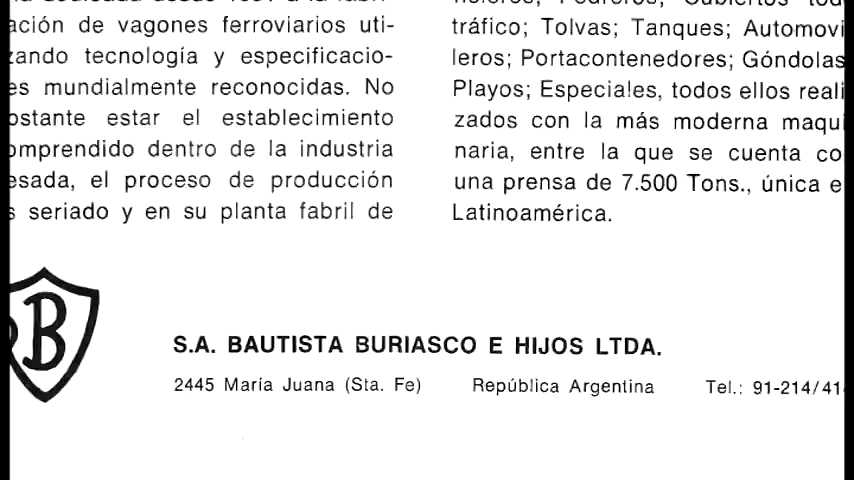 ación de vagones ferroviarios uti-
zando tecnología y especificacio-
es mundialmente reconocidas. No
ostante estar el establecimiento
omprendido dentro de la industria
esada, el proceso de producción
s seriado y en su planta fabril de
tráfico; Tolvas; Tanques; Automovi
leros; Portacontenedores; Góndolas
Playos; Especiales, todos ellos reali
zados con la más moderna maqui
naria, entre la que se cuenta co
una prensa de 7.500 Tons., única e
Latinoamérica.
B
S.A. BAUTISTA BURIASCO E HIJOS LTDA.
2445 María Juana (Sta. Fe) República Argentina Tel.: 91-214/41